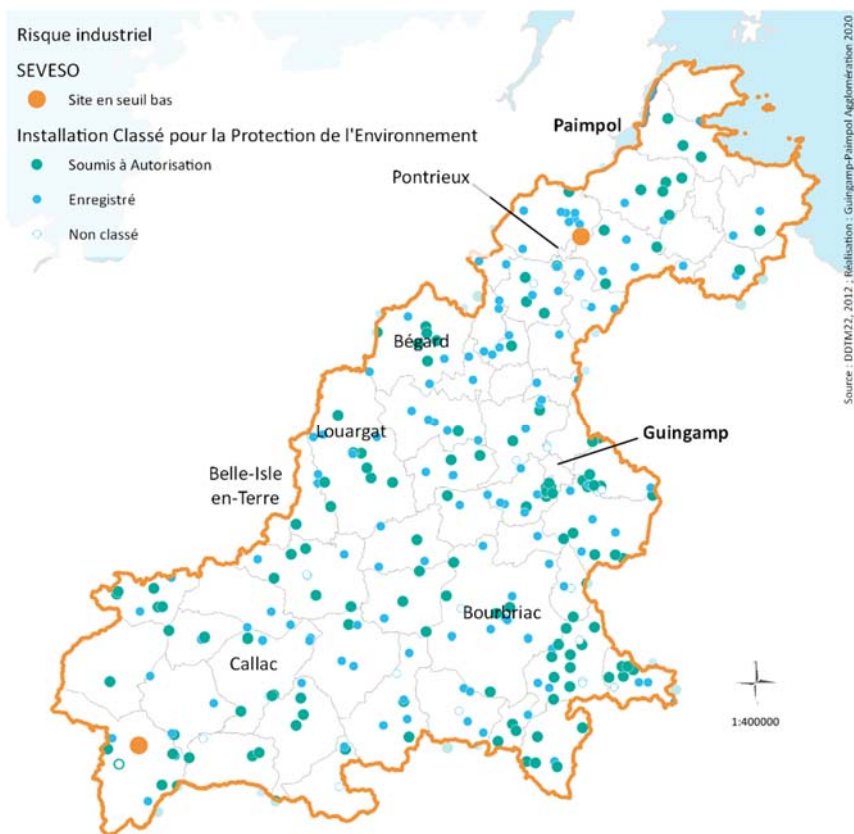 Risque industriel
SEVESO
Site en seuil bas
Installation Classé pour la Protection de l'Environnement
Soumis à Autorisation
Enregistré
Non classé
Paimpol
Pontrieux
Bégard
Louargat
Guingamp
Belle-Isle
en-Terre
Bourbriac
Callac
1:400000
Source : DDTM22, 2012 ; Réalisation : Guingamp-Paimpol Agglomération 2020